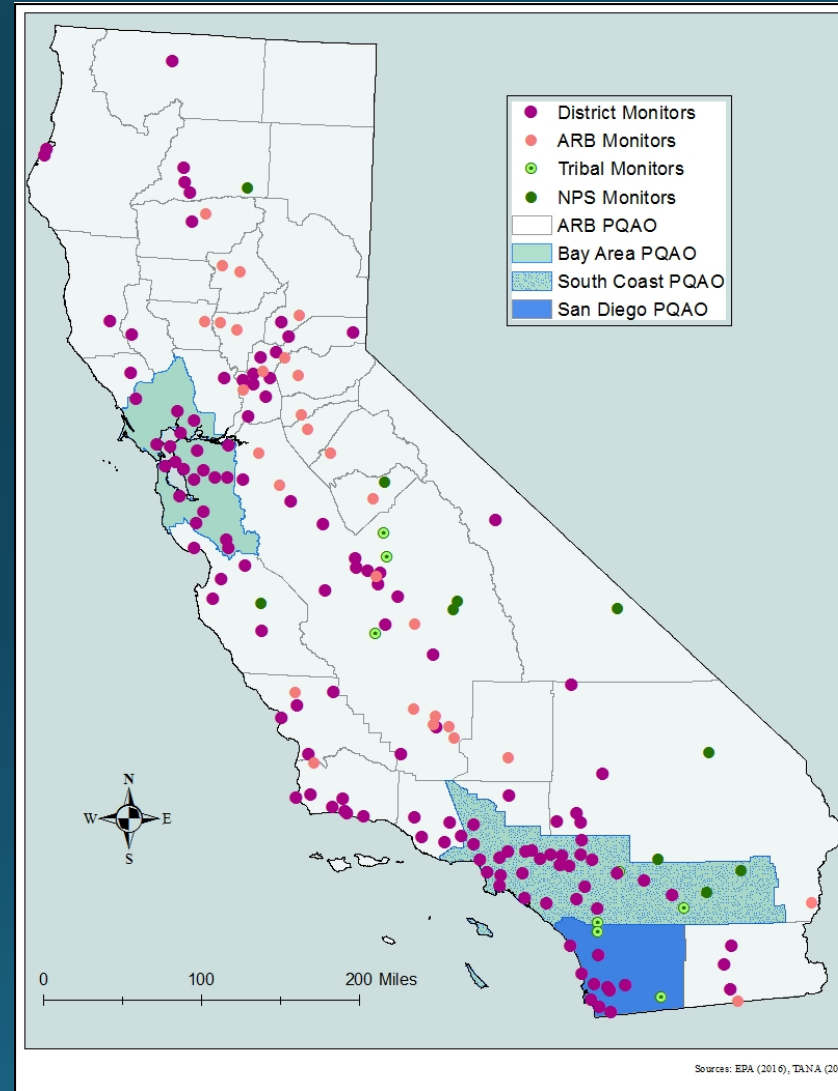 District Monitors
ARB Monitors
Tribal Monitors
NPS Monitors
ARB PQAO
Bay Area PQAO
South Coast PQAO
San Diego PQAO
N
W E
S
0 100 200 Miles
Sources: EPA (2016), TANA (20